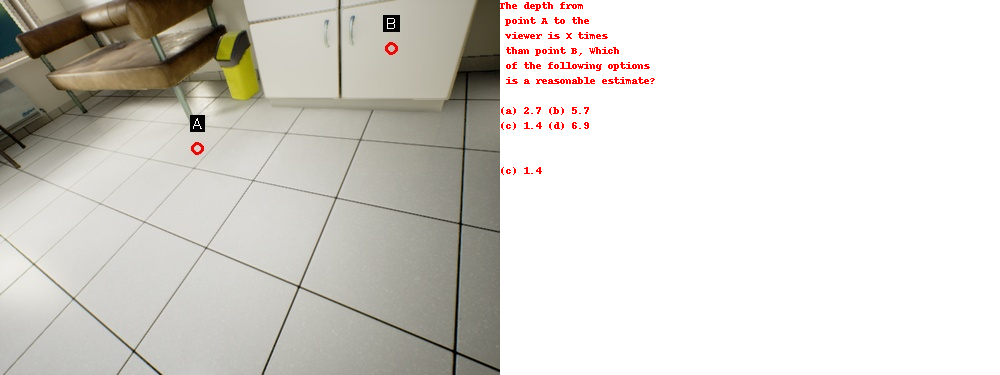 A
B
The depth from
point A to the
viewer is X times
than point B, Which
of the following options
is a reasonable estimate?
(a) 2.7 (b) 5.7
(c) 1.4 (d) 6.9
(c) 1.4